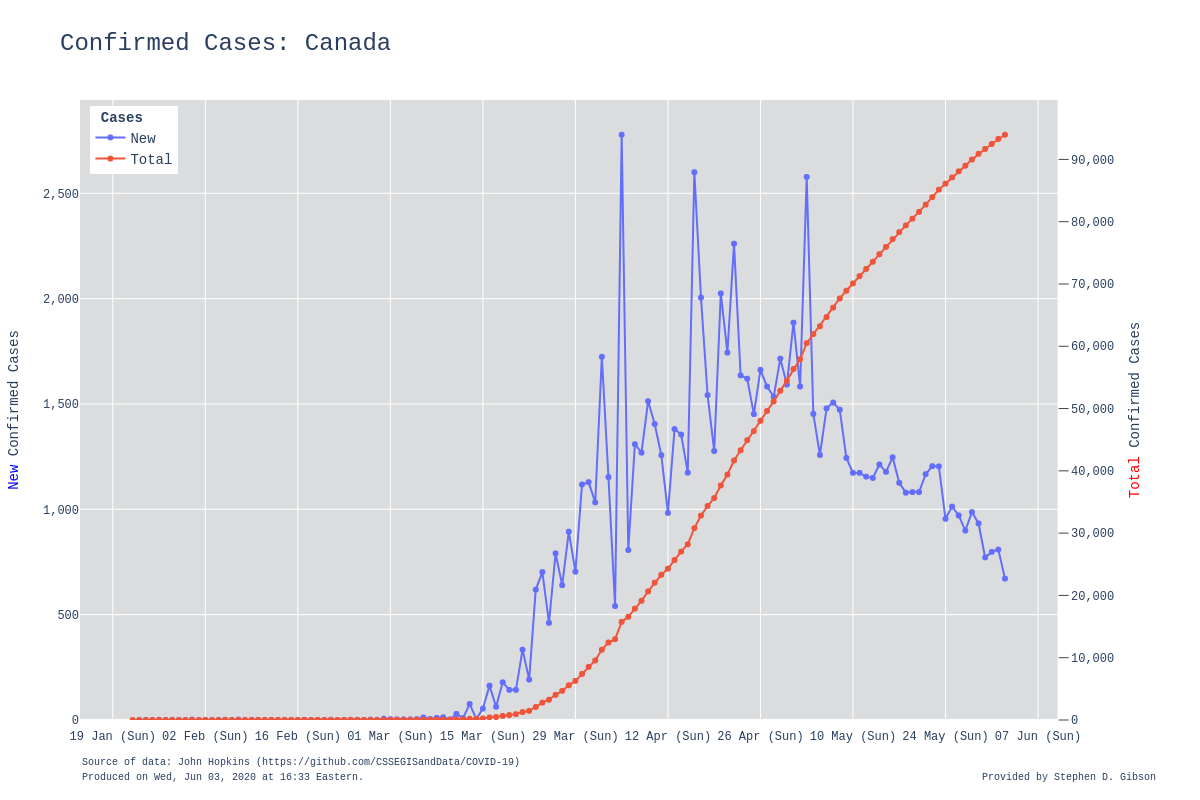 Confirmed Cases: Canada
Cases
New
Total
2,500
2,000
1,500
1,000
500
0
New Confirmed Cases
90,000
80,000
70,000
60,000
50,000
40,000
30,000
20,000
10,000
0
Total Confirmed Cases
19 Jan (Sun) 02 Feb (Sun) 16 Feb (Sun) 01 Mar (Sun) 15 Mar (Sun) 29 Mar (Sun) 12 Apr (Sun) 26 Apr (Sun) 10 May (Sun) 24 May (Sun) 07 Jun (Sun)
Source of data: John Hopkins (https://github.com/CSSEGISandData/COVID-19)
Produced on Wed, Jun 03, 2020 at 16:33 Eastern.
Provided by Stephen D. Gibson